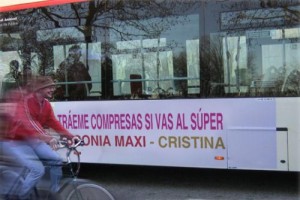 TRÁEME COMPRESAS SI VAS AL SÚPER
MAXI - CRISTINA